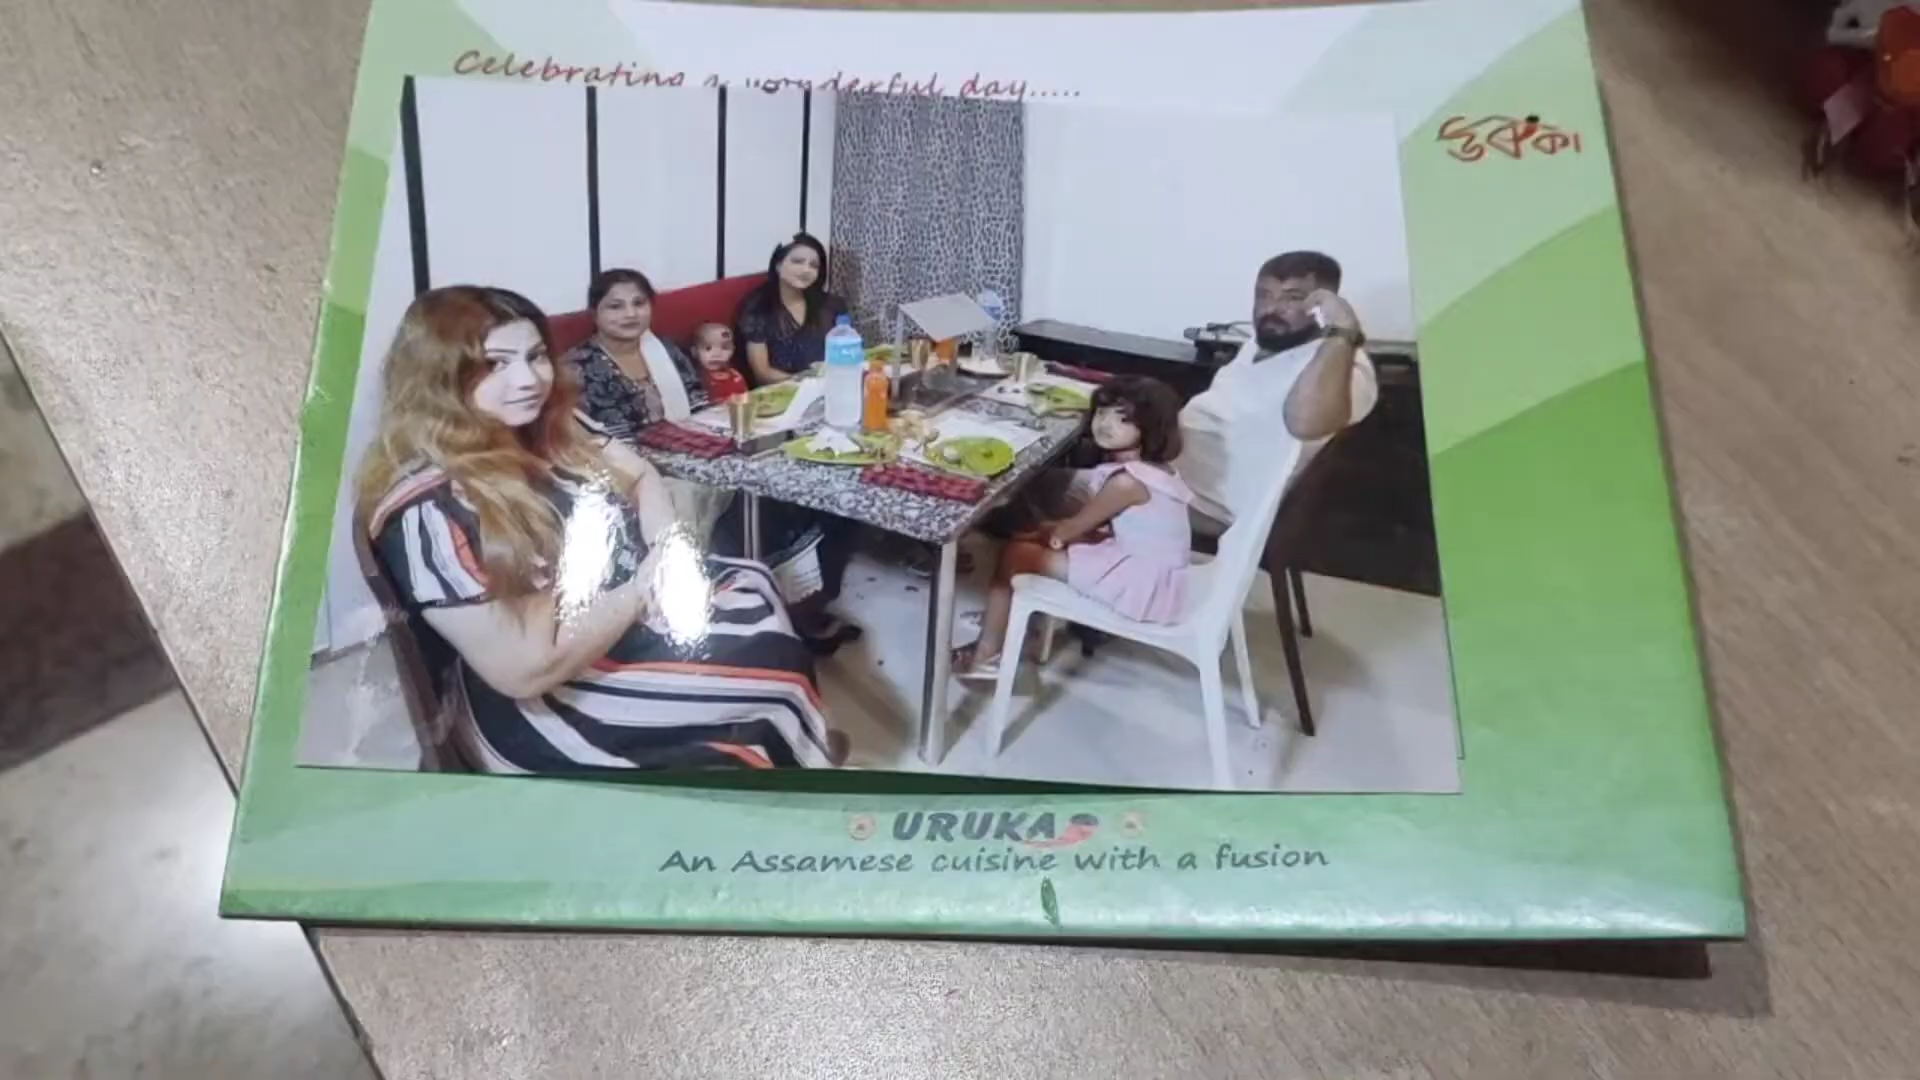 Celebrating a wonderful day.....
উৰুকা
URUKA
An Assamese cuisine with a fusion